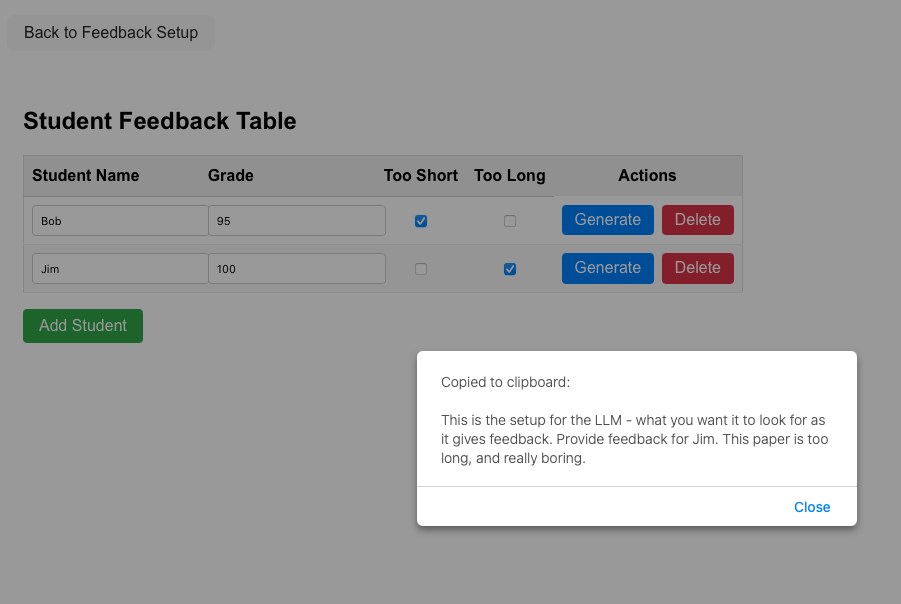 Back to Feedback Setup
Student Feedback Table
Student Name Grade Too Short Too Long Actions
Bob 95 Generate Delete
Jim 100 Generate Delete
Add Student
Copied to clipboard:
This is the setup for the LLM - what you want it to look for as
it gives feedback. Provide feedback for Jim. This paper is too
long, and really boring.
Close